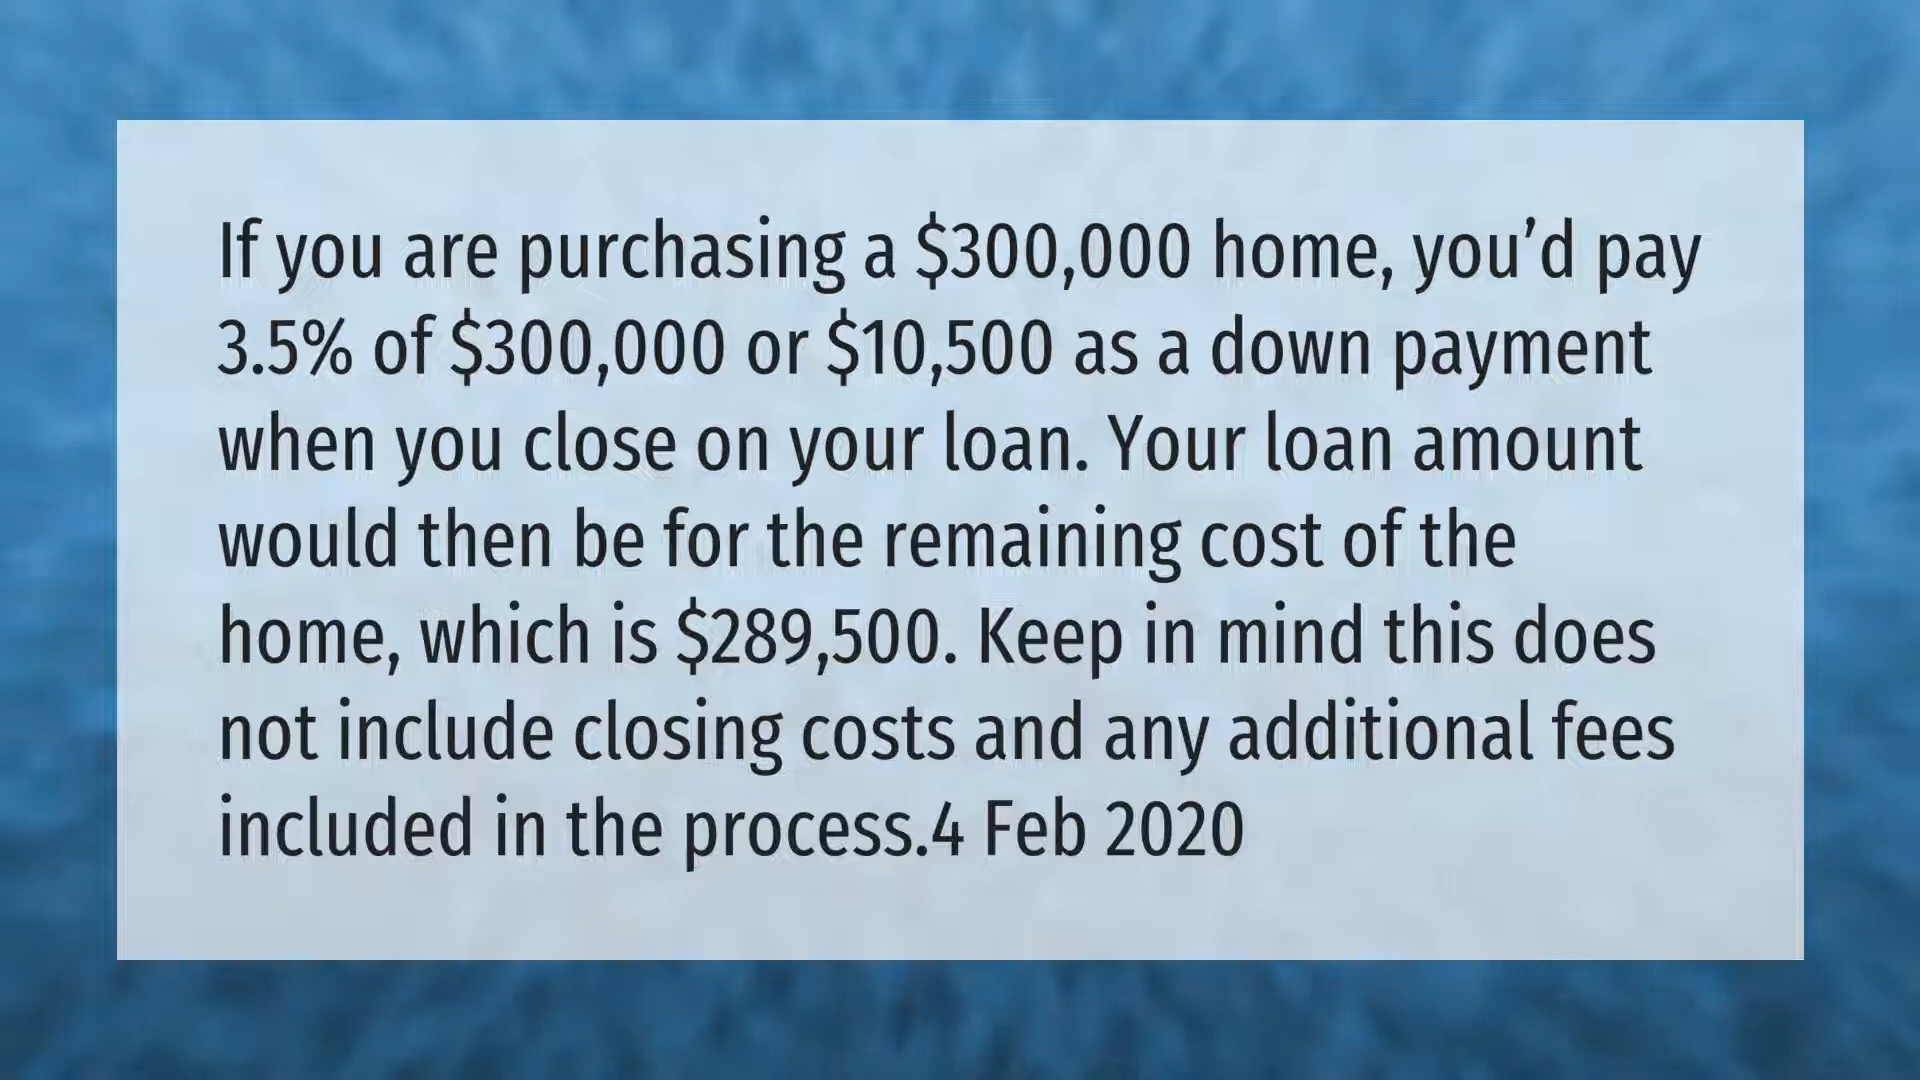 If you are purchasing a $300,000 home, you’d pay
3.5% of $300,000 or $10,500 as a down payment
when you close on your loan. Your loan amount
would then be for the remaining cost of the
home, which is $289,500. Keep in mind this does
not include closing costs and any additional fees
included in the process.4 Feb 2020